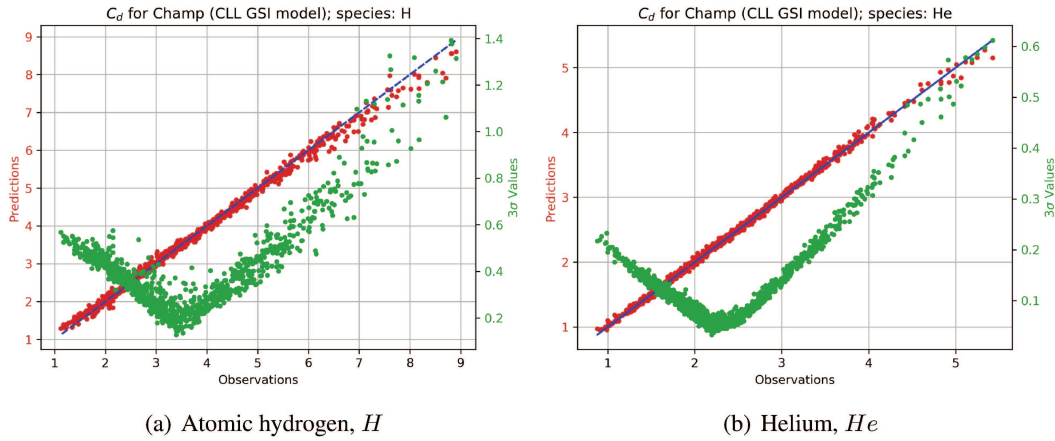 C_d for Champ (CLL GSI model); species: H
9
8
7
6
5
4
3
2
1
Predictions
1.4
1.2
1.0
0.8
0.6
0.4
0.2
3σ Values
1 2 3 4 5 6 7 8 9
Observations
(a) Atomic hydrogen, H
C_d for Champ (CLL GSI model); species: He
5
4
3
2
1
Predictions
0.6
0.5
0.4
0.3
0.2
0.1
3σ Values
1 2 3 4 5
Observations
(b) Helium, He